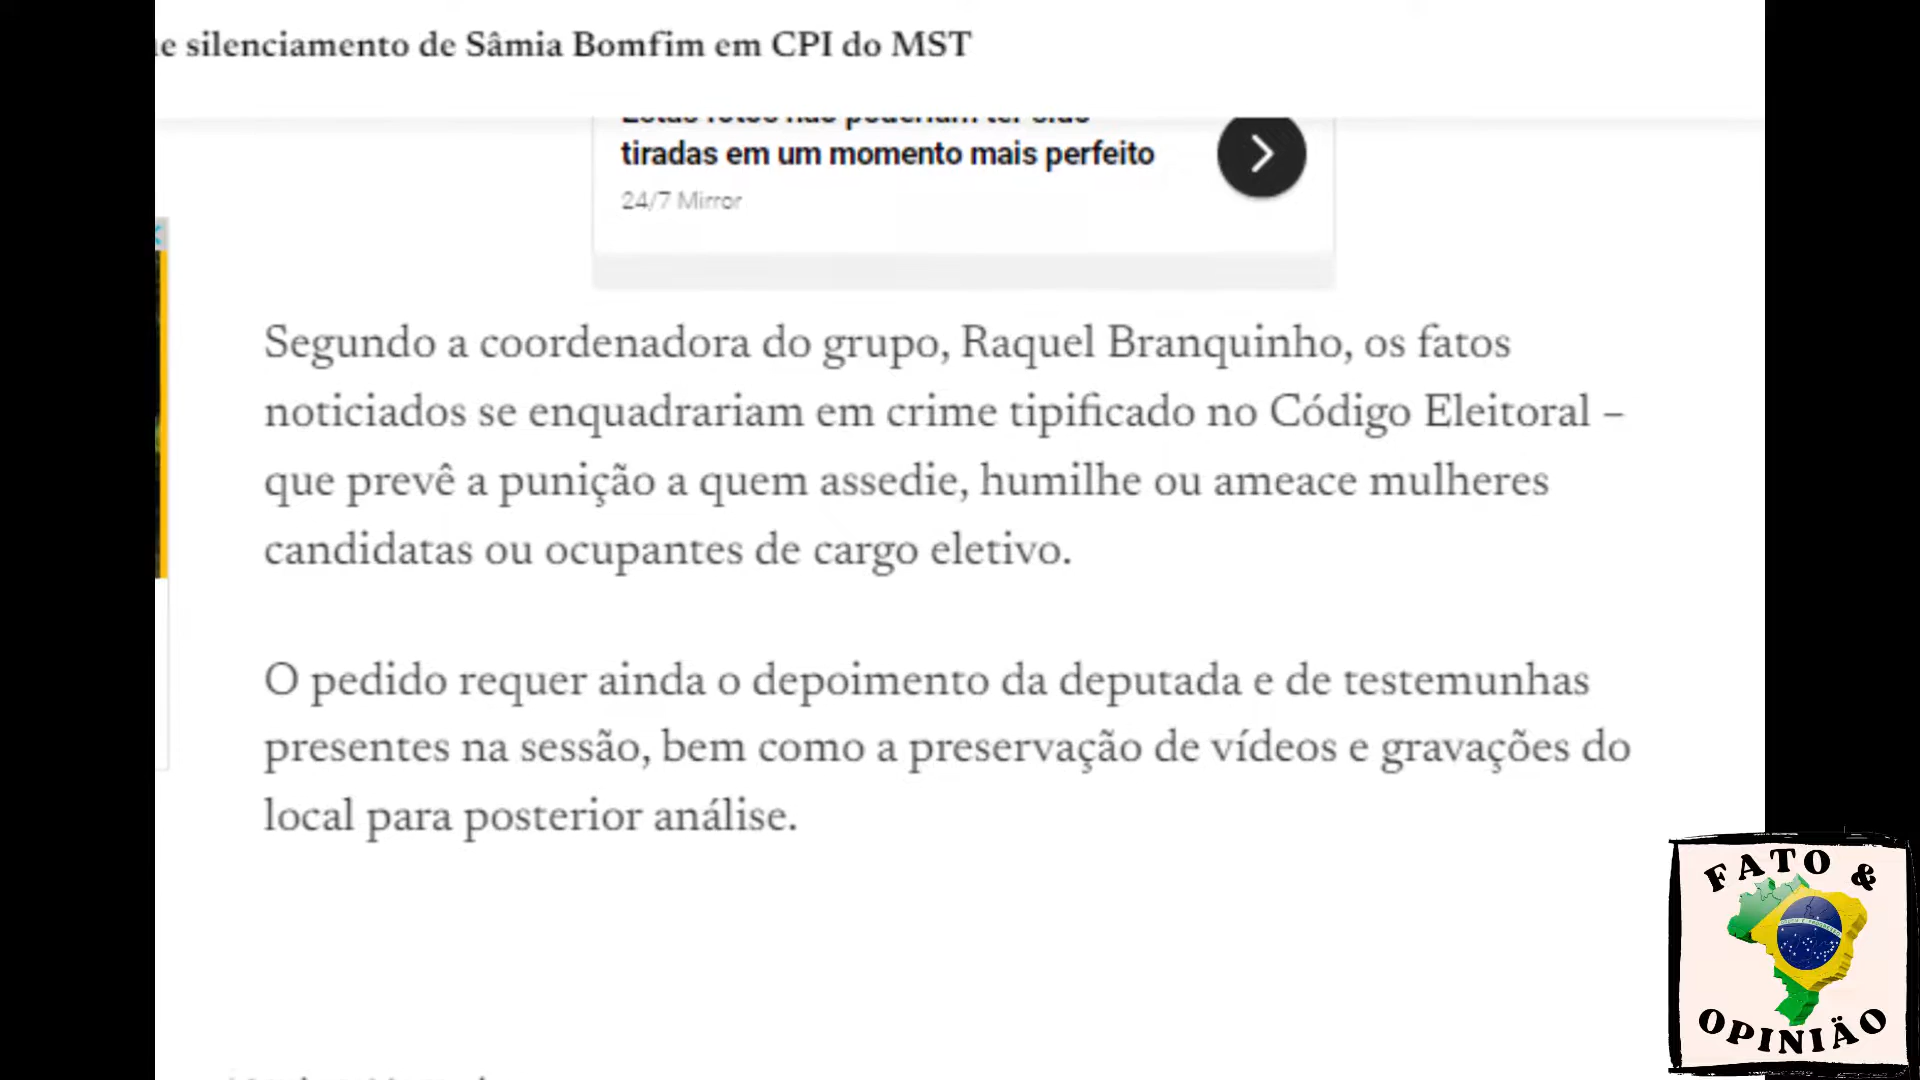 silenciamento de Sâmia Bomfim em CPI do MST
tiradas em um momento mais perfeito
24/7 Mirror
Segundo a coordenadora do grupo, Raquel Branquinho, os fatos
noticiados se enquadrariam em crime tipificado no Código Eleitoral –
que prevê a punição a quem assedie, humilhe ou ameace mulheres
candidatas ou ocupantes de cargo eletivo.
O pedido requer ainda o depoimento da deputada e de testemunhas
presentes na sessão, bem como a preservação de vídeos e gravações do
local para posterior análise.
FATO &
OPINIÃO